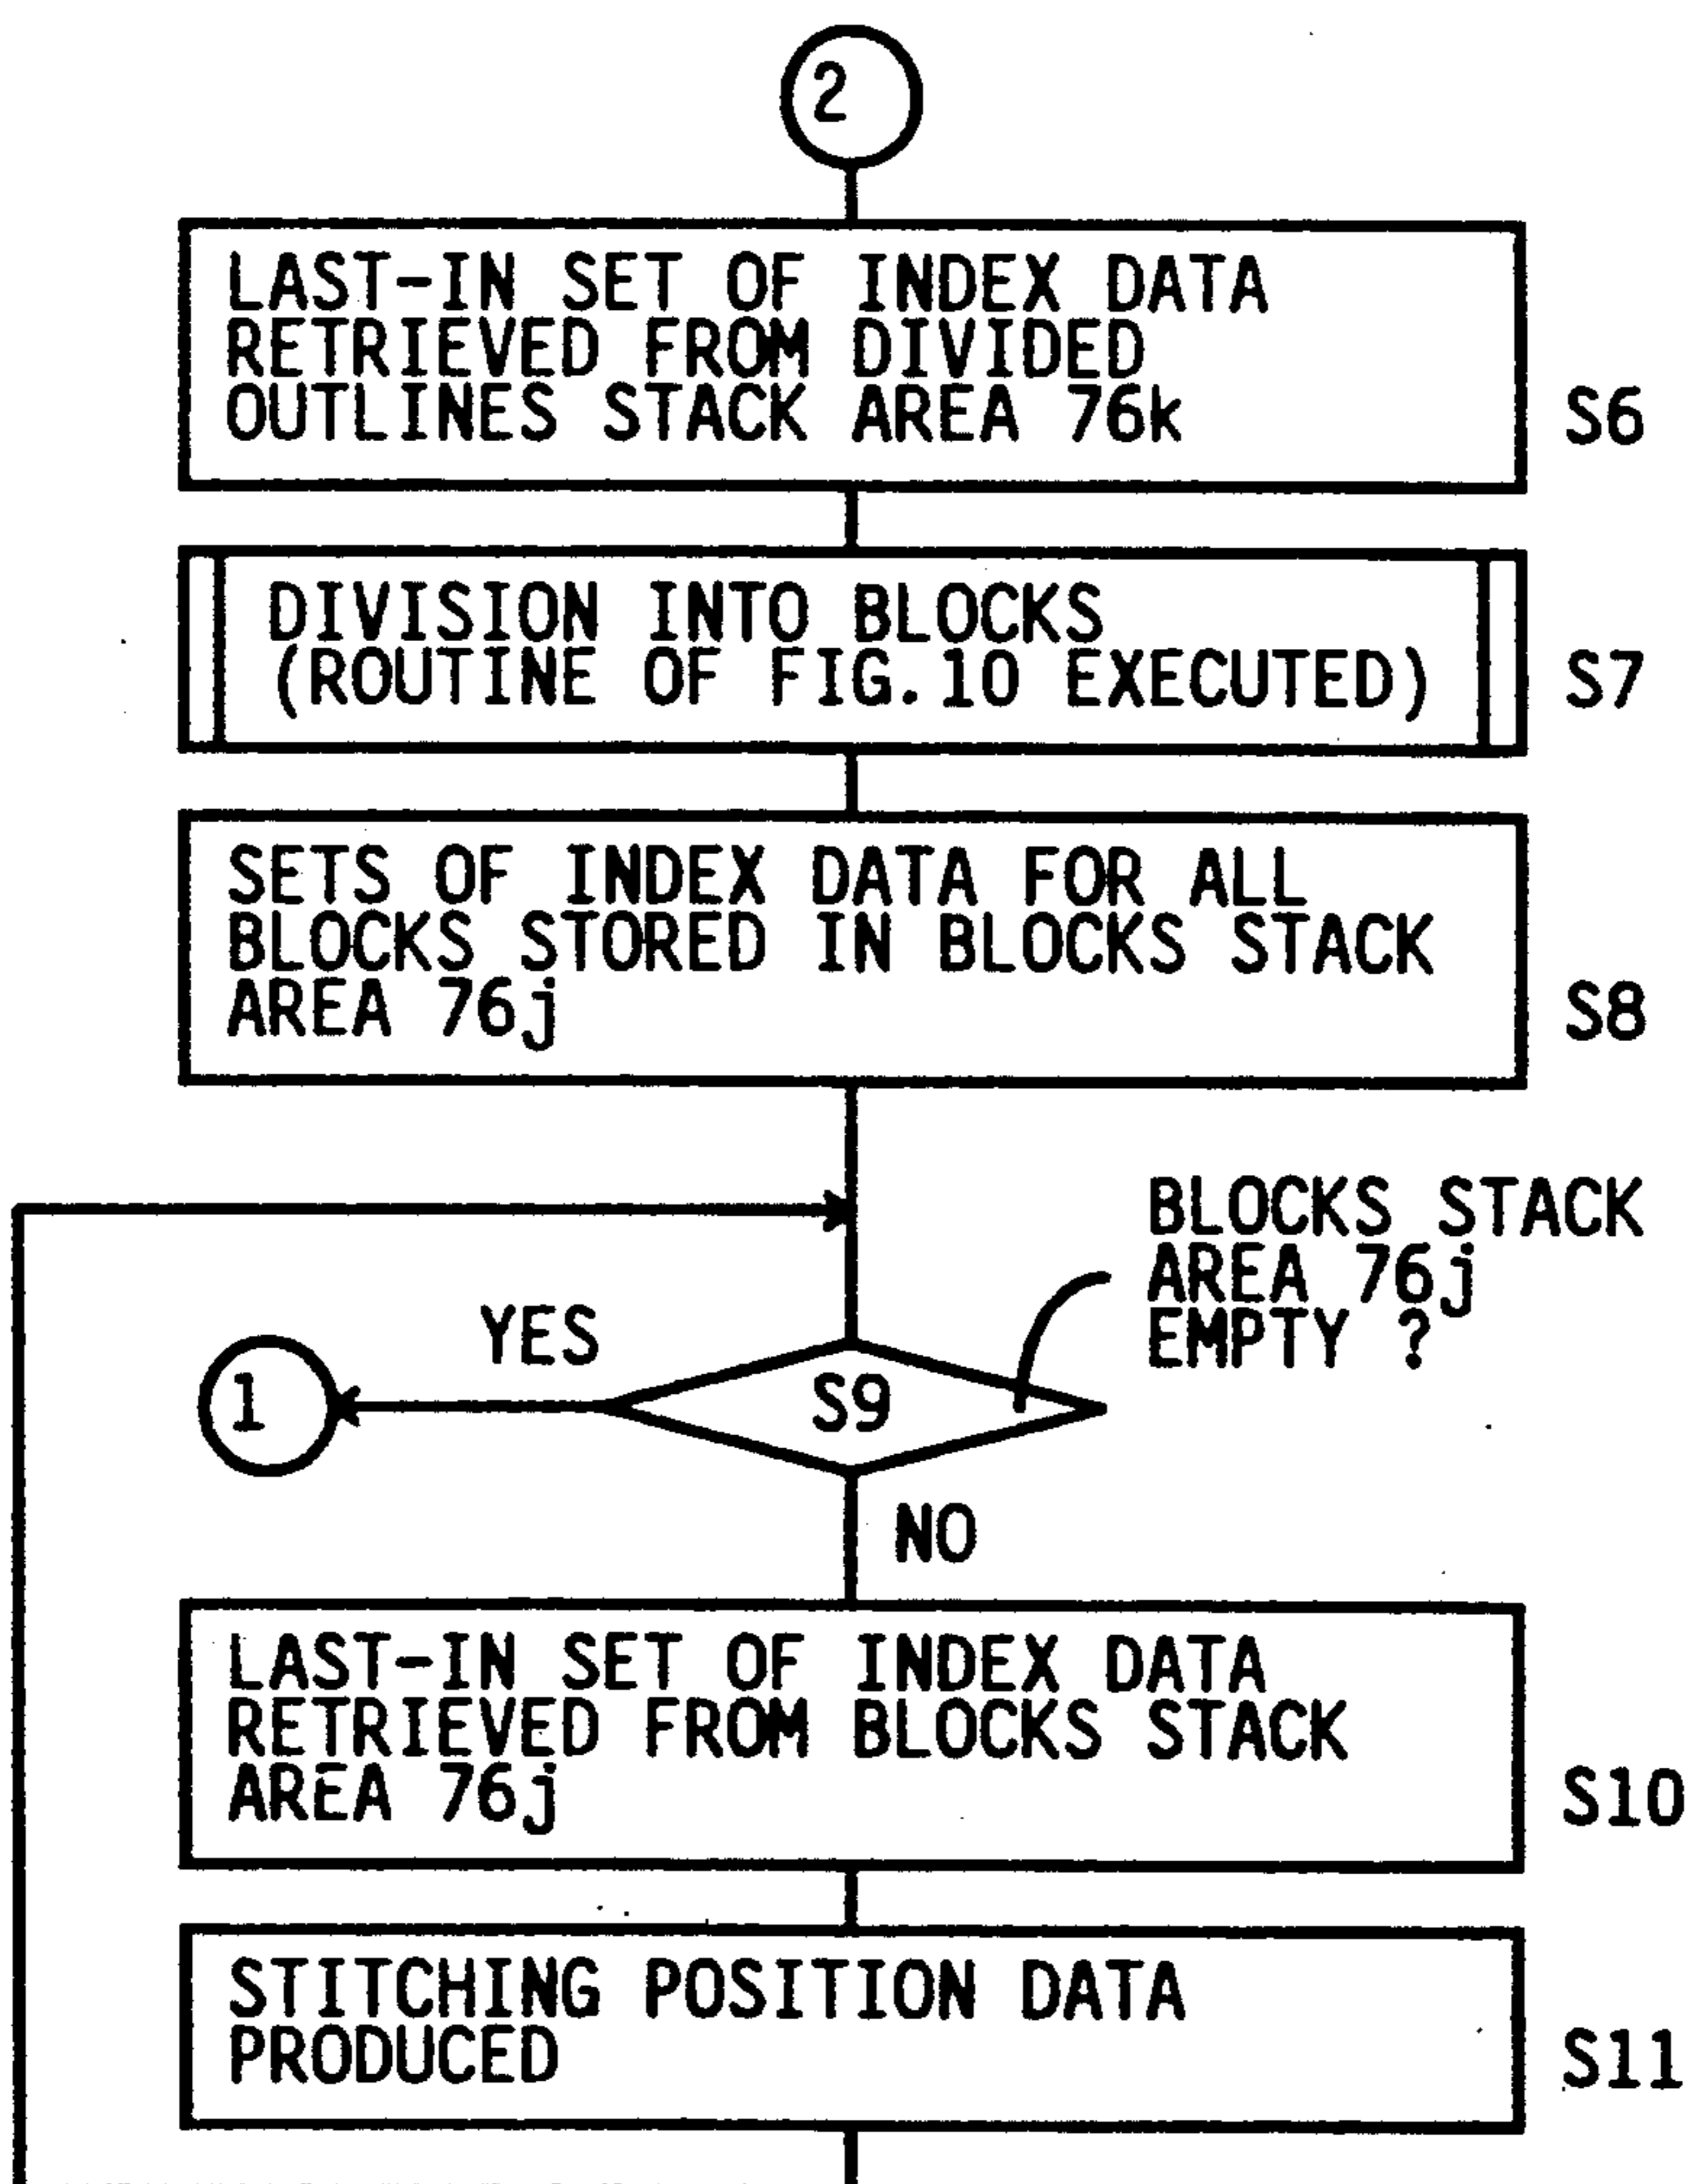 2
LAST-IN SET OF INDEX DATA
RETRIEVED FROM DIVIDED
OUTLINES STACK AREA 76k
S6
DIVISION INTO BLOCKS
(ROUTINE OF FIG.10 EXECUTED)
S7
SETS OF INDEX DATA FOR ALL
BLOCKS STORED IN BLOCKS STACK
AREA 76j
S8
BLOCKS STACK
AREA 76j
EMPTY ?
YES
1
S9
NO
LAST-IN SET OF INDEX DATA
RETRIEVED FROM BLOCKS STACK
AREA 76j
S10
STITCHING POSITION DATA
PRODUCED
S11